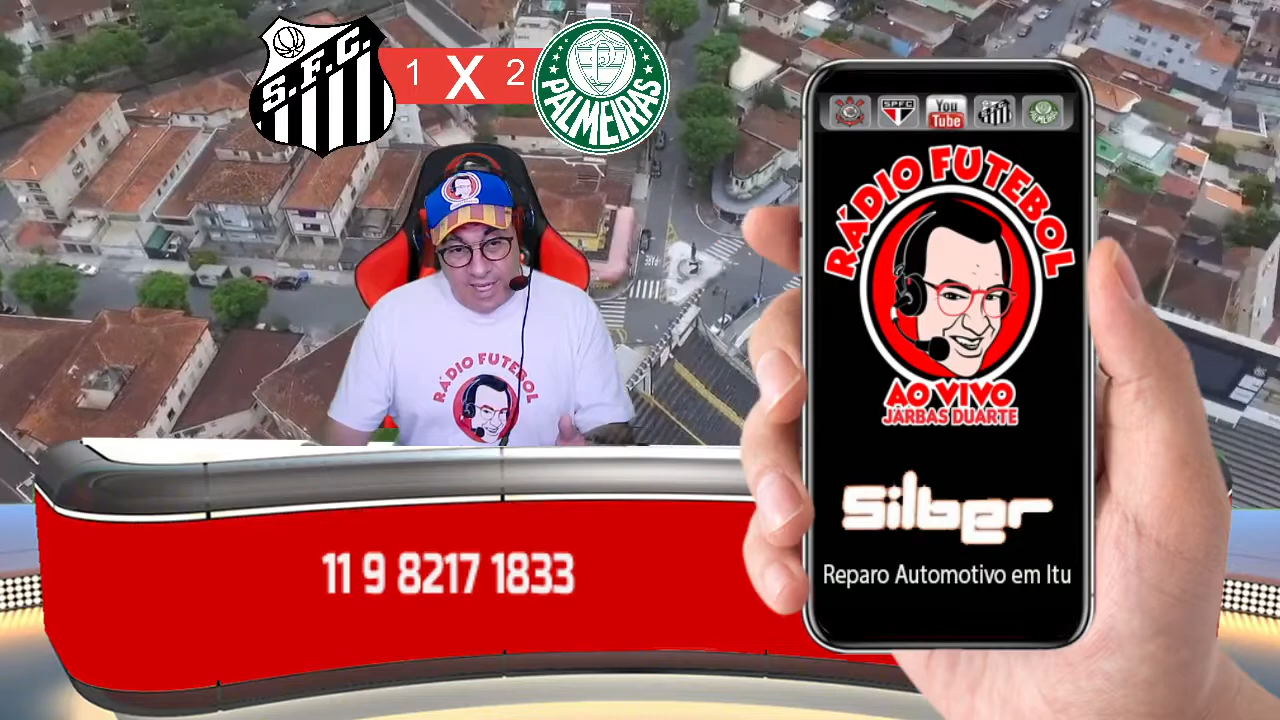 S.F.C.
1 X 2
PALMEIRAS
SPFC
You
Tube
RÁDIO FUTEBOL
AO VIVO
JARBAS DUARTE
RÁDIO FUTEBOL
Silber
Reparo Automotivo em Itu
11 9 8217 1833